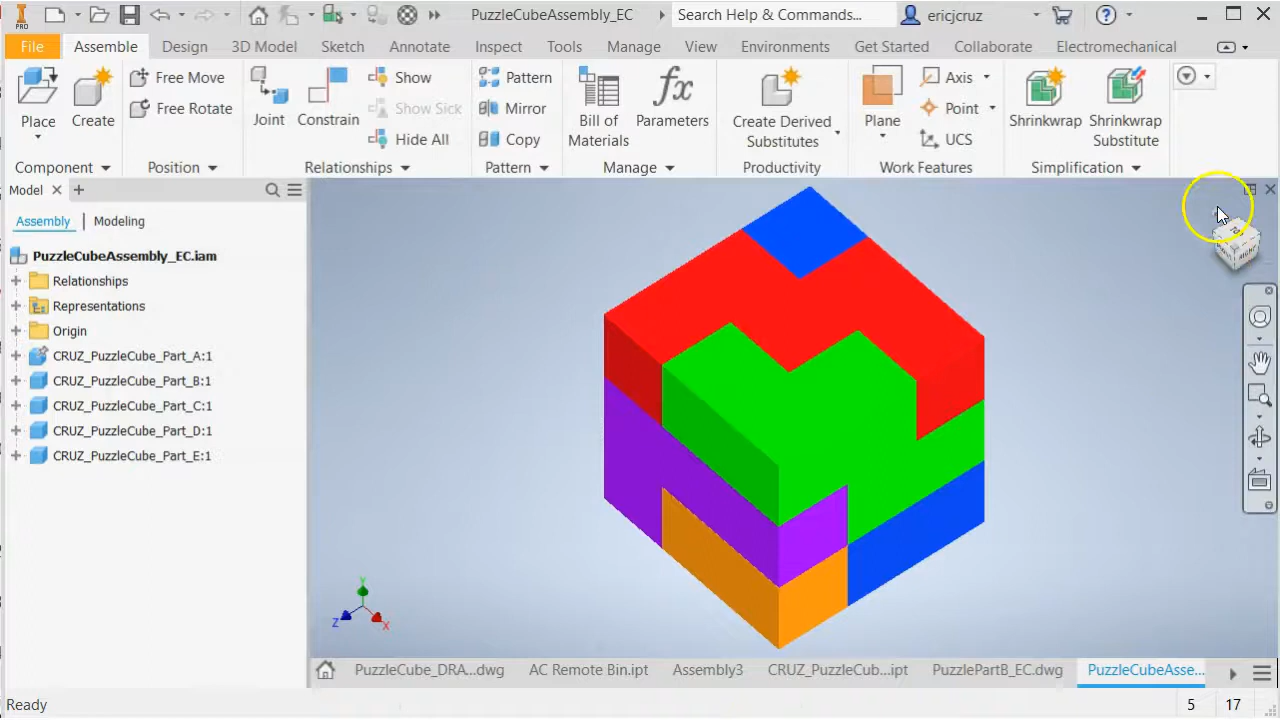 PRO
PuzzleCubeAssembly_EC
Search Help & Commands...
ericjcruz
File
Assemble
Design
3D Model
Sketch
Annotate
Inspect
Tools
Manage
View
Environments
Get Started
Collaborate
Electromechanical
Place
Create
Free Move
Free Rotate
Joint
Constrain
Show
Show Sick
Hide All
Pattern
Mirror
Copy
Bill of
Materials
Parameters
Create Derived
Substitutes
Plane
Axis
Point
UCS
Shrinkwrap
Shrinkwrap
Substitute
Component
Position
Relationships
Pattern
Manage
Productivity
Work Features
Simplification
Model
Assembly
Modeling
PuzzleCubeAssembly_EC.iam
Relationships
Representations
Origin
CRUZ_PuzzleCube_Part_A:1
CRUZ_PuzzleCube_Part_B:1
CRUZ_PuzzleCube_Part_C:1
CRUZ_PuzzleCube_Part_D:1
CRUZ_PuzzleCube_Part_E:1
RIGHT
Y
Z
X
PuzzleCube_DRA...dwg
AC Remote Bin.ipt
Assembly3
CRUZ_PuzzleCub...ipt
PuzzlePartB_EC.dwg
PuzzleCubeAsse...
Ready
5
17